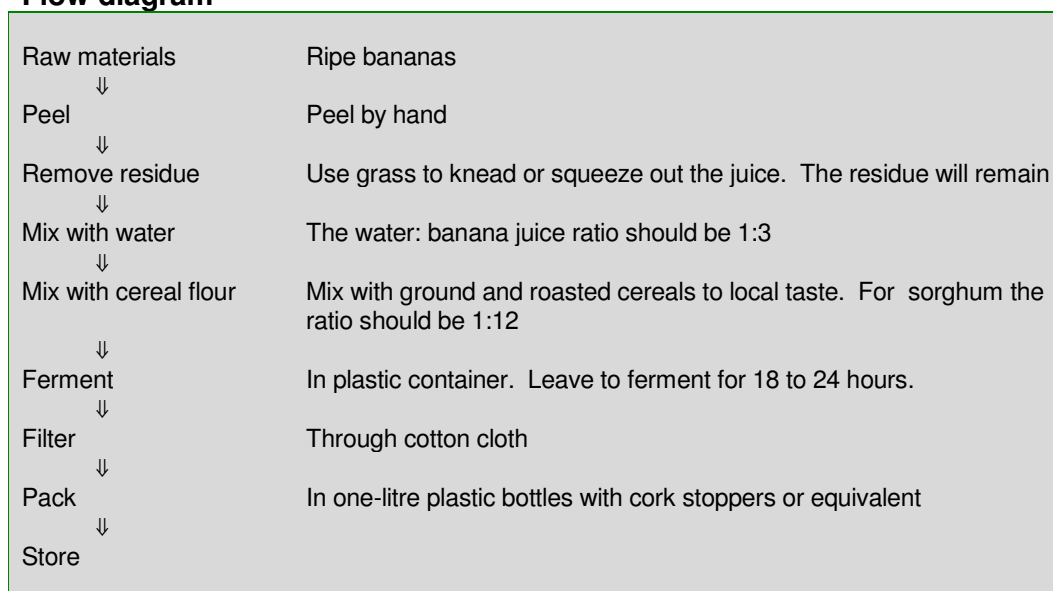 Flow diagram
Raw materials Ripe bananas
⇓
Peel Peel by hand
⇓
Remove residue Use grass to knead or squeeze out the juice. The residue will remain
⇓
Mix with water The water: banana juice ratio should be 1:3
⇓
Mix with cereal flour Mix with ground and roasted cereals to local taste. For sorghum the
ratio should be 1:12
⇓
Ferment In plastic container. Leave to ferment for 18 to 24 hours.
⇓
Filter Through cotton cloth
⇓
Pack In one-litre plastic bottles with cork stoppers or equivalent
⇓
Store